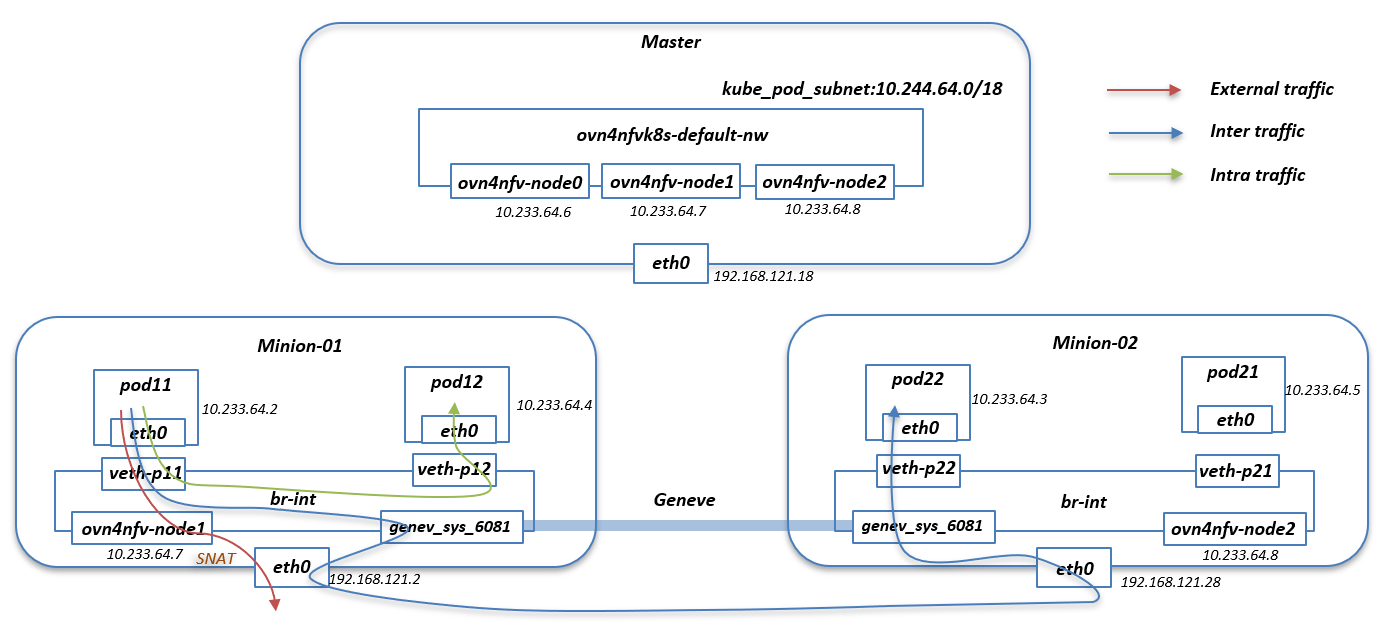 Master
kube_pod_subnet:10.244.64.0/18
ovn4nfvk8s-default-nw
ovn4nfv-node0
ovn4nfv-node1
ovn4nfv-node2
10.233.64.6
10.233.64.7
10.233.64.8
eth0
192.168.121.18
External traffic
Inter traffic
Intra traffic
Minion-01
pod11
eth0
10.233.64.2
pod12
eth0
10.233.64.4
veth-p11
veth-p12
br-int
ovn4nfv-node1
10.233.64.7
genev_sys_6081
SNAT
eth0
192.168.121.2
Geneve
Minion-02
pod22
eth0
10.233.64.3
pod21
eth0
10.233.64.5
veth-p22
veth-p21
br-int
genev_sys_6081
ovn4nfv-node2
10.233.64.8
eth0
192.168.121.28